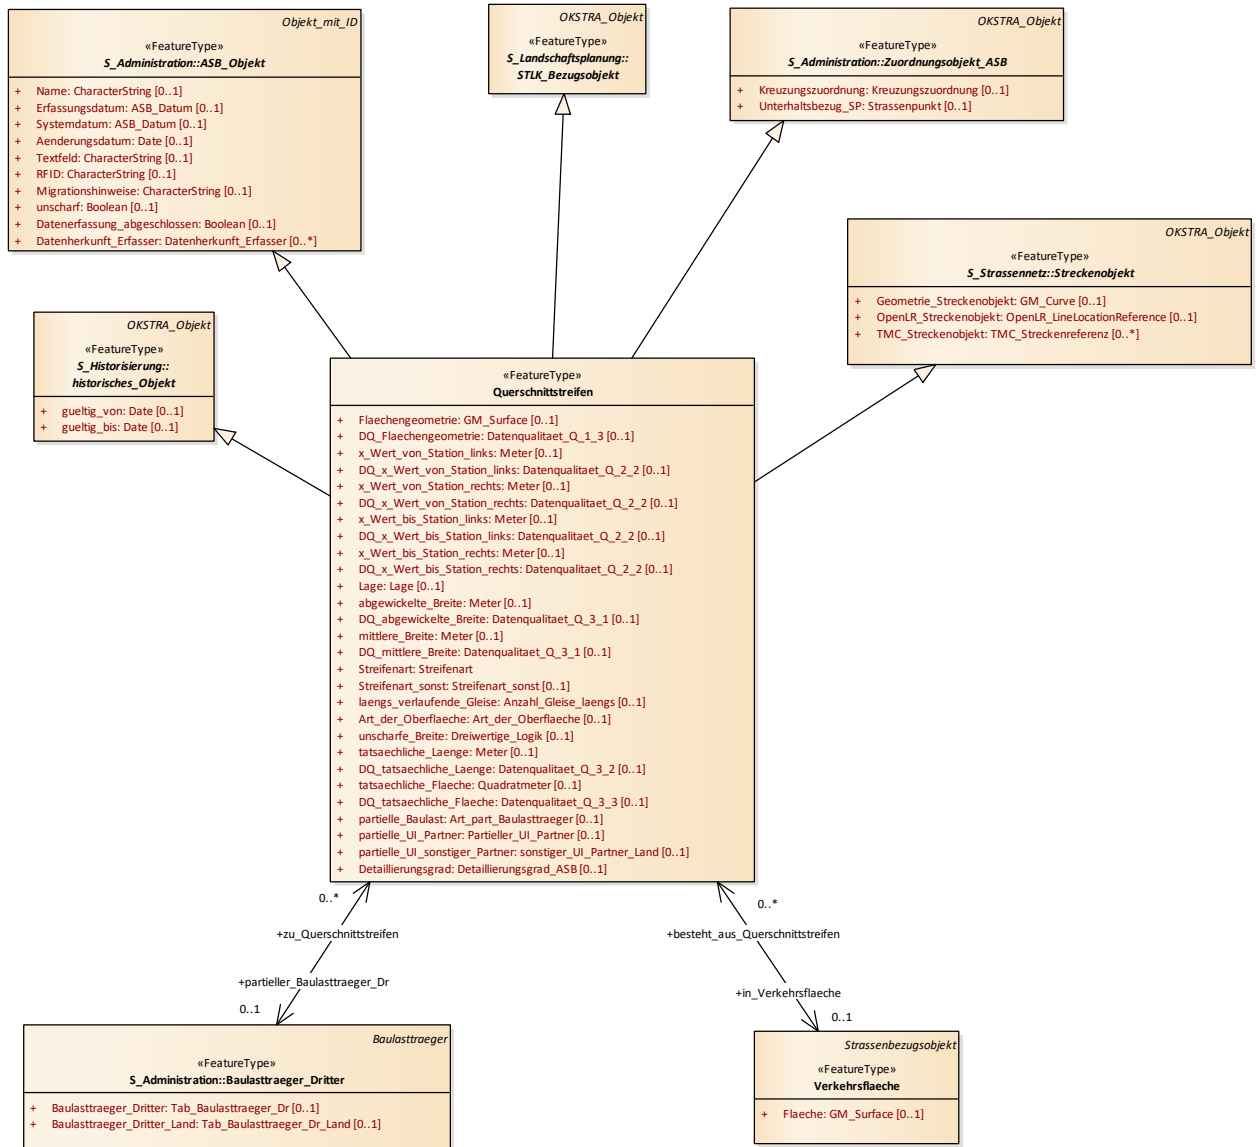 Objekt_mit_ID
«FeatureType»
S_Administration::ASB_Objekt
+ Name: CharacterString [0..1]
+ Erfassungsdatum: ASB_Datum [0..1]
+ Systemdatum: ASB_Datum [0..1]
+ Aenderungsdatum: Date [0..1]
+ Textfeld: CharacterString [0..1]
+ RFID: CharacterString [0..1]
+ Migrationshinweise: CharacterString [0..1]
+ unscharf: Boolean [0..1]
+ Datenerfassung_abgeschlossen: Boolean [0..1]
+ Datenherkunft_Erfasser: Datenherkunft_Erfasser [0..*]
OKSTRA_Objekt
«FeatureType»
S_Landschaftsplanung::
STLK_Bezugsobjekt
OKSTRA_Objekt
«FeatureType»
S_Administration::Zuordnungsobjekt_ASB
+ Kreuzungszuordnung: Kreuzungszuordnung [0..1]
+ Unterhaltsbezug_SP: Strassenpunkt [0..1]
OKSTRA_Objekt
«FeatureType»
S_Strassennetz::Streckenobjekt
+ Geometrie_Streckenobjekt: GM_Curve [0..1]
+ OpenLR_Streckenobjekt: OpenLR_LineLocationReference [0..1]
+ TMC_Streckenobjekt: TMC_Streckenreferenz [0..*]
OKSTRA_Objekt
«FeatureType»
S_Historisierung::
historisches_Objekt
+ gueltig_von: Date [0..1]
+ gueltig_bis: Date [0..1]
«FeatureType»
Querschnittstreifen
+ Flaechengeometrie: GM_Surface [0..1]
+ DQ_Flaechengeometrie: Datenqualitaet_Q_1_3 [0..1]
+ x_Wert_von_Station_links: Meter [0..1]
+ DQ_x_Wert_von_Station_links: Datenqualitaet_Q_2_2 [0..1]
+ x_Wert_von_Station_rechts: Meter [0..1]
+ DQ_x_Wert_von_Station_rechts: Datenqualitaet_Q_2_2 [0..1]
+ x_Wert_bis_Station_links: Meter [0..1]
+ DQ_x_Wert_bis_Station_links: Datenqualitaet_Q_2_2 [0..1]
+ x_Wert_bis_Station_rechts: Meter [0..1]
+ DQ_x_Wert_bis_Station_rechts: Datenqualitaet_Q_2_2 [0..1]
+ Lage: Lage [0..1]
+ abgewickelte_Breite: Meter [0..1]
+ DQ_abgewickelte_Breite: Datenqualitaet_Q_3_1 [0..1]
+ mittlere_Breite: Meter [0..1]
+ DQ_mittlere_Breite: Datenqualitaet_Q_3_1 [0..1]
+ Streifenart: Streifenart
+ Streifenart_sonst: Streifenart_sonst [0..1]
+ laengs_verlaufende_Gleise: Anzahl_Gleise_laengs [0..1]
+ Art_der_Oberflaeche: Art_der_Oberflaeche [0..1]
+ unscharfe_Breite: Dreiwertige_Logik [0..1]
+ tatsaechliche_Laenge: Meter [0..1]
+ DQ_tatsaechliche_Laenge: Datenqualitaet_Q_3_2 [0..1]
+ tatsaechliche_Flaeche: Quadratmeter [0..1]
+ DQ_tatsaechliche_Flaeche: Datenqualitaet_Q_3_3 [0..1]
+ partielle_Baulast: Art_part_Baulasttraeger [0..1]
+ partielle_UI_Partner: Partieller_UI_Partner [0..1]
+ partielle_UI_sonstiger_Partner: sonstiger_UI_Partner_Land [0..1]
+ Detaillierungsgrad: Detaillierungsgrad_ASB [0..1]
0..*
+zu_Querschnittstreifen
+partieller_Baulasttraeger_Dr
0..1
0..*
+besteht_aus_Querschnittstreifen
+in_Verkehrsflaeche
0..1
Baulasttraeger
«FeatureType»
S_Administration::Baulasttraeger_Dritter
+ Baulasttraeger_Dritter: Tab_Baulasttraeger_Dr [0..1]
+ Baulasttraeger_Dritter_Land: Tab_Baulasttraeger_Dr_Land [0..1]
Strassenbezugsobjekt
«FeatureType»
Verkehrsflaeche
+ Flaeche: GM_Surface [0..1]